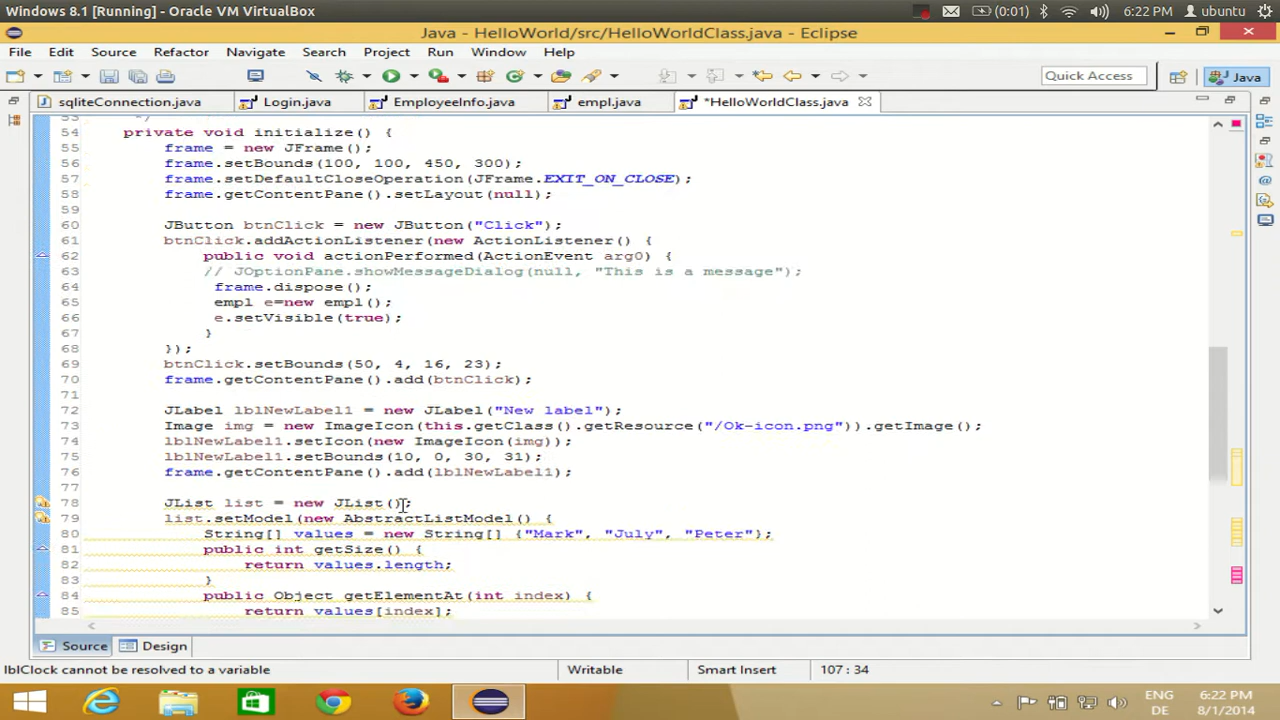 Windows 8.1 [Running] - Oracle VM VirtualBox
(0:01) 6:22 PM ubuntu
Java - HelloWorld/src/HelloWorldClass.java - Eclipse
File Edit Source Refactor Navigate Search Project Run Window Help
Quick Access Java
sqliteConnection.java Login.java EmployeeInfo.java empl.java *HelloWorldClass.java
53 */
54 private void initialize() {
55 frame = new JFrame();
56 frame.setBounds(100, 100, 450, 300);
57 frame.setDefaultCloseOperation(JFrame.EXIT_ON_CLOSE);
58 frame.getContentPane().setLayout(null);
59
60 JButton btnClick = new JButton("Click");
61 btnClick.addActionListener(new ActionListener() {
62 public void actionPerformed(ActionEvent arg0) {
63 // JOptionPane.showMessageDialog(null, "This is a message");
64 frame.dispose();
65 empl e=new empl();
66 e.setVisible(true);
67 }
68 });
69 btnClick.setBounds(50, 4, 16, 23);
70 frame.getContentPane().add(btnClick);
71
72 JLabel lblNewLabel1 = new JLabel("New label");
73 Image img = new ImageIcon(this.getClass().getResource("/Ok-icon.png")).getImage();
74 lblNewLabel1.setIcon(new ImageIcon(img));
75 lblNewLabel1.setBounds(10, 0, 30, 31);
76 frame.getContentPane().add(lblNewLabel1);
77
78 JList list = new JList();
79 list.setModel(new AbstractListModel() {
80 String[] values = new String[] {"Mark", "July", "Peter"};
81 public int getSize() {
82 return values.length;
83 }
84 public Object getElementAt(int index) {
85 return values[index];
Source Design
lblClock cannot be resolved to a variable Writable Smart Insert 107 : 34
ENG 6:22 PM
DE 8/1/2014